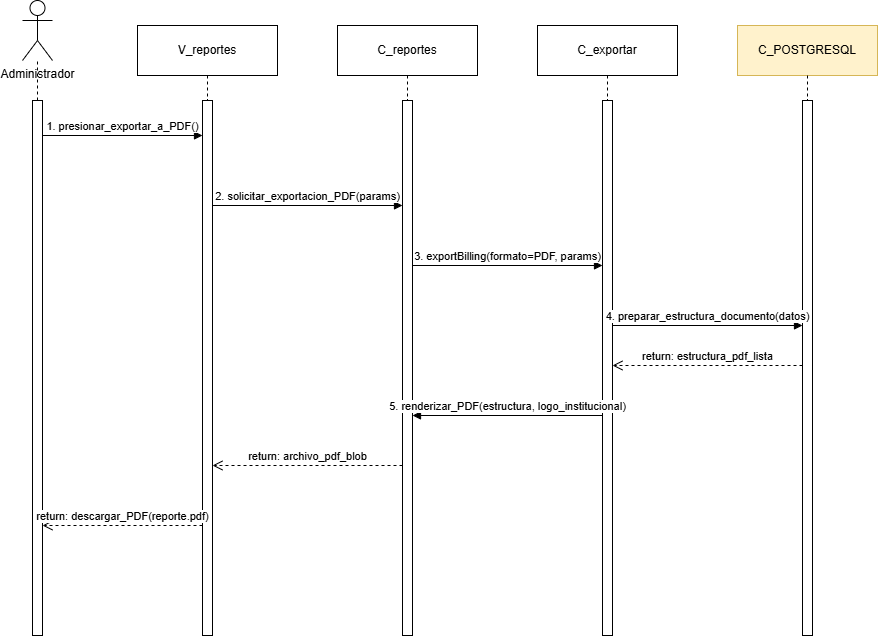 V_reportes
C_reportes
C_exportar
C_POSTGRESQL
Administrador
1. presionar_exportar_a_PDF()
2. solicitar_exportacion_PDF(params)
3. exportBilling(formato=PDF, params)
4. preparar_estructura_documento(datos)
return: estructura_pdf_lista
5. renderizar_PDF(estructura, logo_institucional)
return: archivo_pdf_blob
return: descargar_PDF(reporte.pdf)